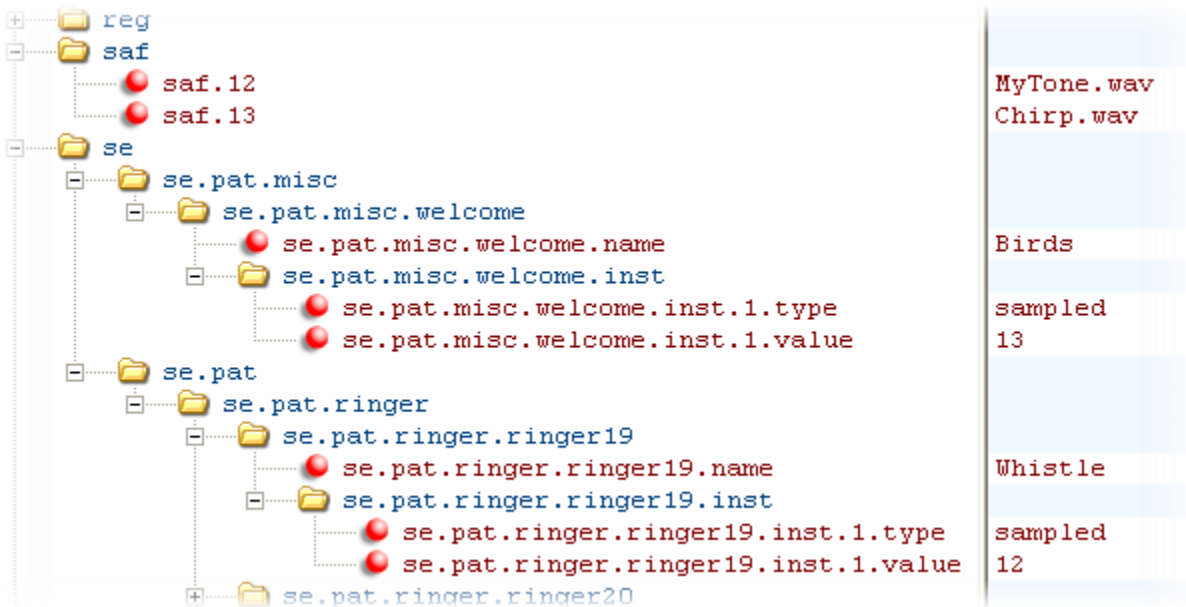 reg
saf
saf.12 MyTone.wav
saf.13 Chirp.wav
se
se.pat.misc
se.pat.misc.welcome
se.pat.misc.welcome.name Birds
se.pat.misc.welcome.inst
se.pat.misc.welcome.inst.1.type sampled
se.pat.misc.welcome.inst.1.value 13
se.pat
se.pat.ringer
se.pat.ringer.ringer19
se.pat.ringer.ringer19.name Whistle
se.pat.ringer.ringer19.inst
se.pat.ringer.ringer19.inst.1.type sampled
se.pat.ringer.ringer19.inst.1.value 12
se.pat.ringer.ringer20